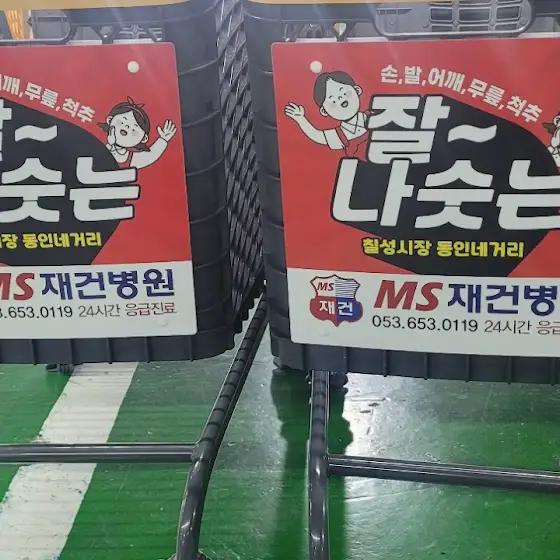 깨,무릎,척추
잘~
나숫는
시장 동인네거리
MS 재건병원
053.653.0119 24시간 응급진료
손,발,어깨,무릎,척추
잘~
나숫는
칠성시장 동인네거리
MS
재건
MS 재건병원
053.653.0119 24시간 응급